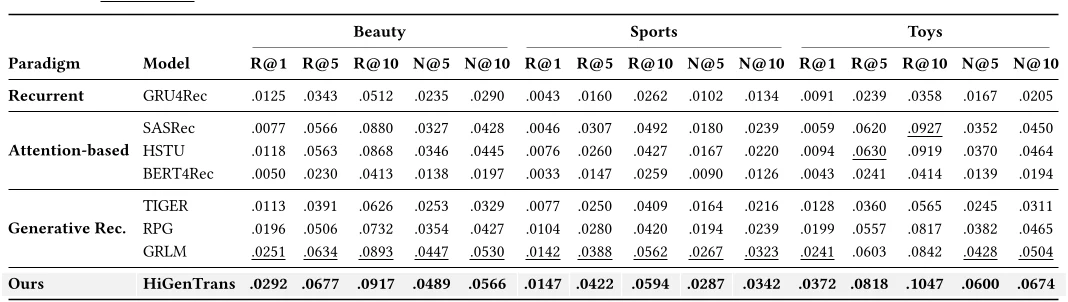 Beauty Sports Toys
Paradigm Model R@1 R@5 R@10 N@5 N@10 R@1 R@5 R@10 N@5 N@10 R@1 R@5 R@10 N@5 N@10
Recurrent GRU4Rec .0125 .0343 .0512 .0235 .0290 .0043 .0160 .0262 .0102 .0134 .0091 .0239 .0358 .0167 .0205
SASRec .0077 .0566 .0880 .0327 .0428 .0046 .0307 .0492 .0180 .0239 .0059 .0620 .0927 .0352 .0450
Attention-based HSTU .0118 .0563 .0868 .0346 .0445 .0076 .0260 .0427 .0167 .0220 .0094 .0630 .0919 .0370 .0464
BERT4Rec .0050 .0230 .0413 .0138 .0197 .0033 .0147 .0259 .0090 .0126 .0043 .0241 .0414 .0139 .0194
TIGER .0113 .0391 .0626 .0253 .0329 .0077 .0250 .0409 .0164 .0216 .0128 .0360 .0565 .0245 .0311
Generative Rec. RPG .0196 .0506 .0732 .0354 .0427 .0104 .0280 .0420 .0194 .0239 .0199 .0557 .0817 .0382 .0465
GRLM .0251 .0634 .0893 .0447 .0530 .0142 .0388 .0562 .0267 .0323 .0241 .0603 .0842 .0428 .0504
Ours HiGenTrans .0292 .0677 .0917 .0489 .0566 .0147 .0422 .0594 .0287 .0342 .0372 .0818 .1047 .0600 .0674